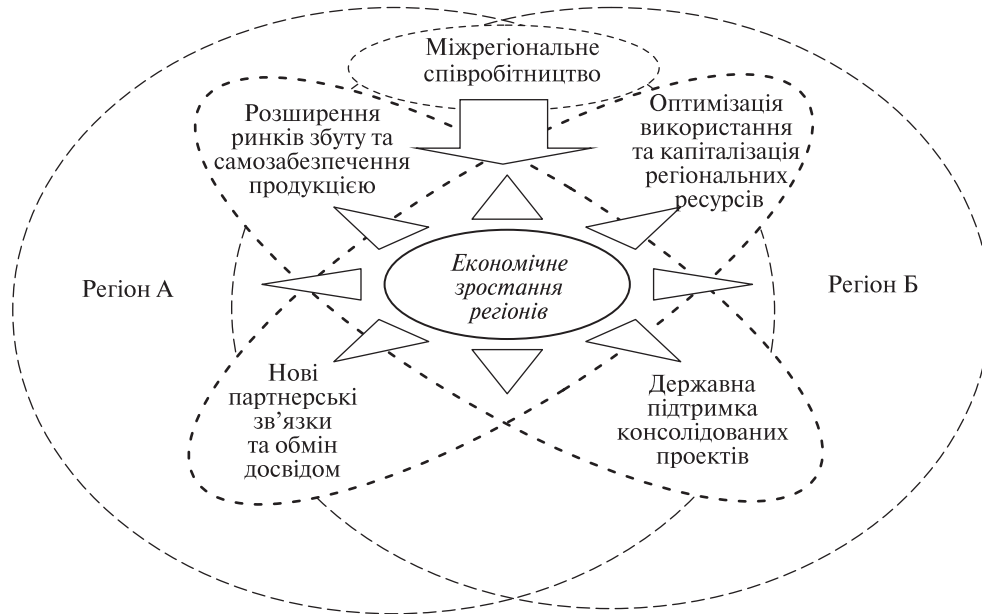 Міжрегіональне
співробітництво
Розширення
ринків збуту та
самозабезпечення
продукцією
Оптимізація
використання
та капіталізація
регіональних
ресурсів
Регіон А
Економічне
зростання
регіонів
Регіон Б
Нові
партнерські
зв’язки
та обмін
досвідом
Державна
підтримка
консолідованих
проектів